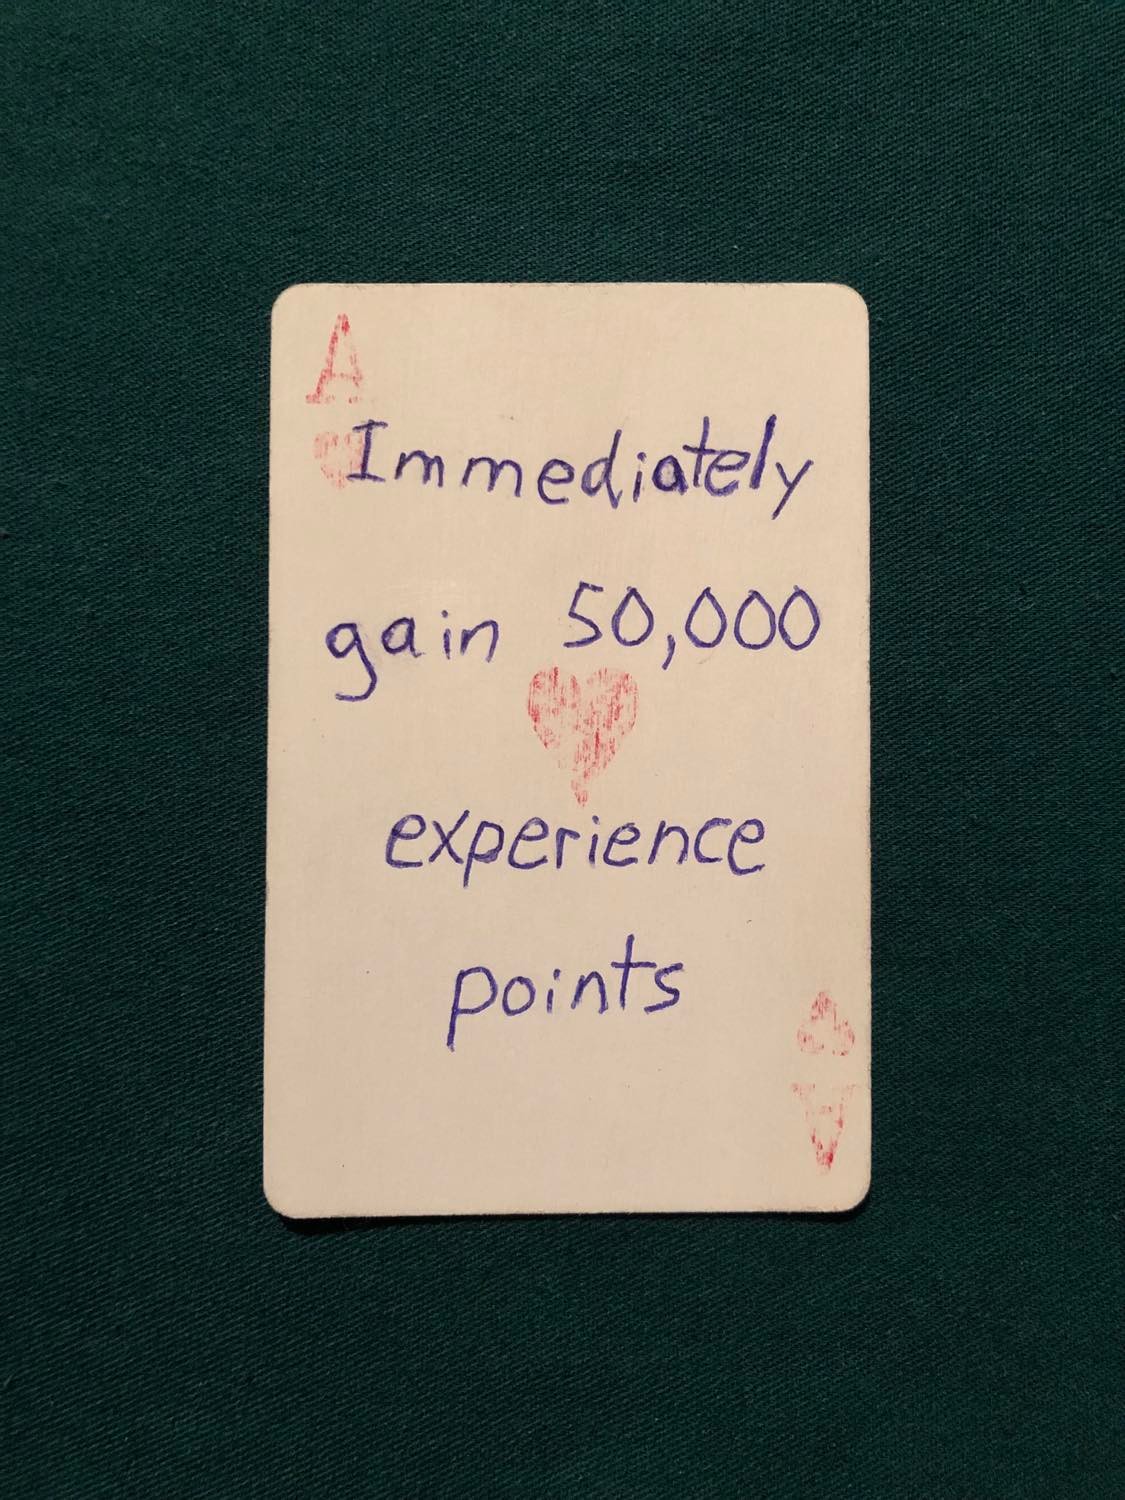 A
Immediately
gain 50,000
experience
points
A